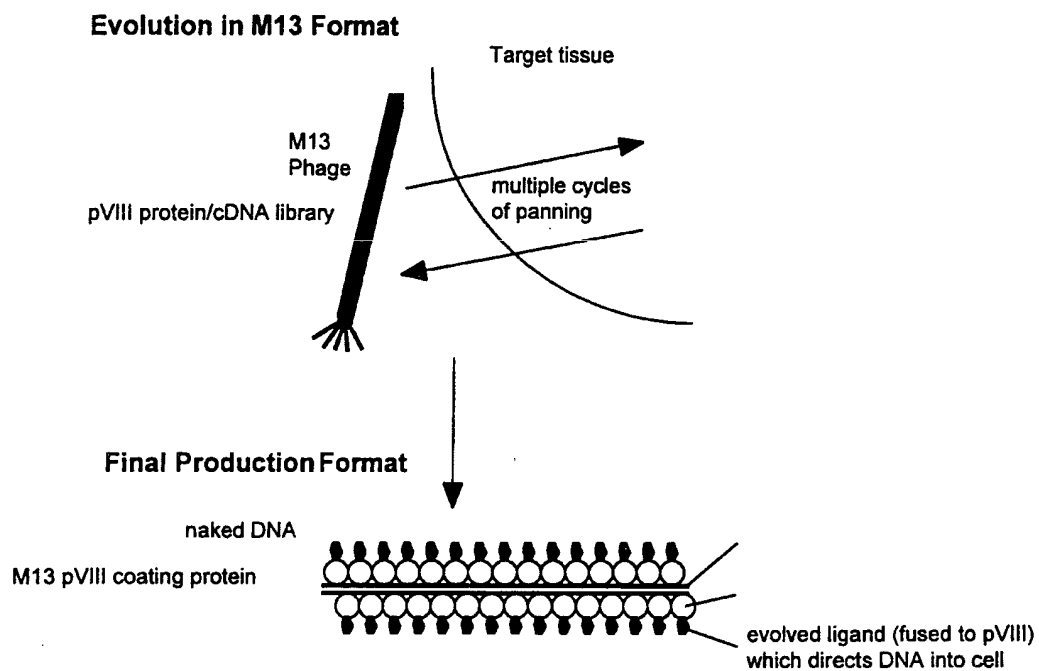 Evolution in M13 Format
Target tissue
M13
Phage
pVIII protein/cDNA library
multiple cycles
of panning
Final Production Format
naked DNA
M13 pVIII coating protein
evolved ligand (fused to pVIII)
which directs DNA into cell